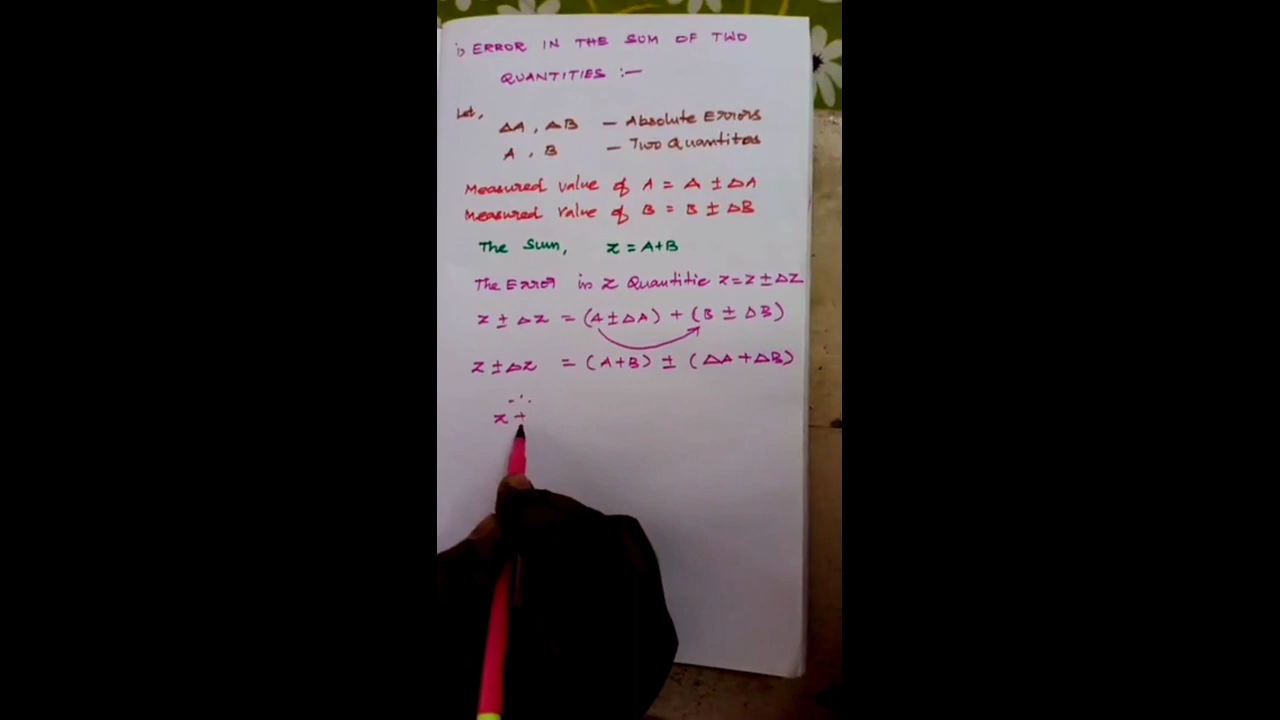 i) ERROR IN THE SUM OF TWO
QUANTITIES :-
Let,
ΔA, ΔB - Absolute Errors
A, B - Two Quantites
Measured value of A = A ± ΔA
Measured value of B = B ± ΔB
The Sum, Z = A+B
The Error in Z Quantitie Z = Z ± ΔZ
Z ± ΔZ = (A ± ΔA) + (B ± ΔB)
Z ± ΔZ = (A+B) ± (ΔA + ΔB)
∴
Z +